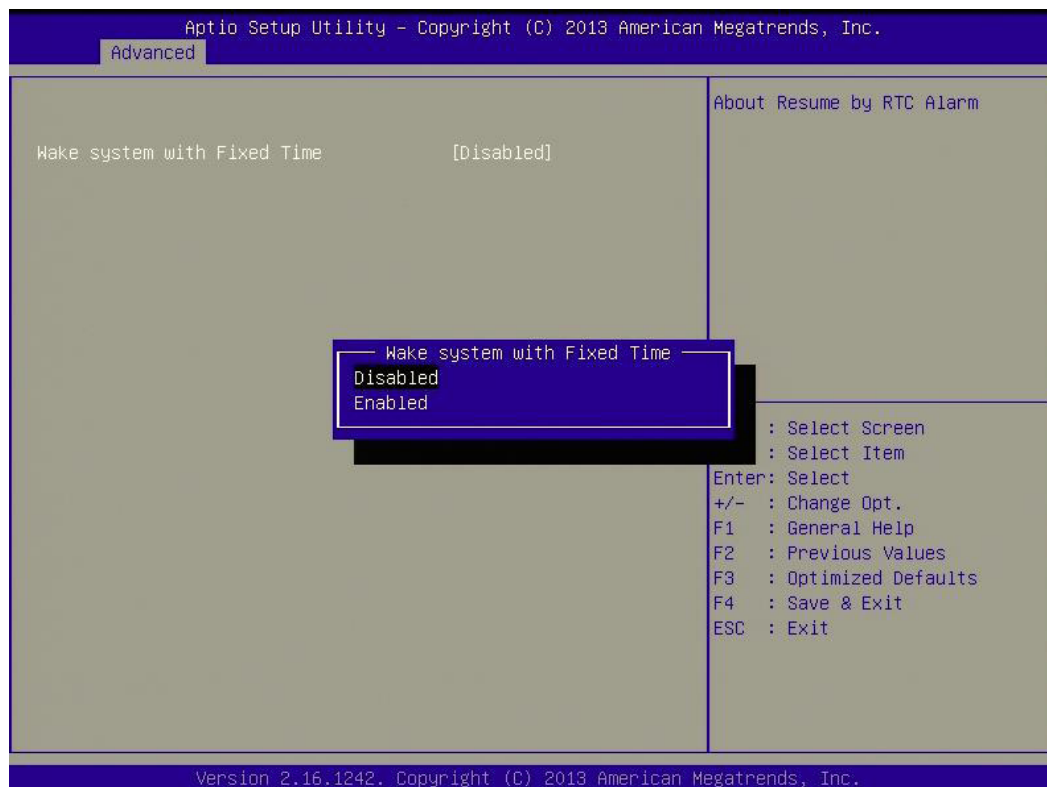 Aptio Setup Utility – Copyright (C) 2013 American Megatrends, Inc.
Advanced
About Resume by RTC Alarm
Wake system with Fixed Time [Disabled]
Wake system with Fixed Time
Disabled
Enabled
: Select Screen
: Select Item
Enter: Select
+/- : Change Opt.
F1 : General Help
F2 : Previous Values
F3 : Optimized Defaults
F4 : Save & Exit
ESC : Exit
Version 2.16.1242. Copyright (C) 2013 American Megatrends, Inc.